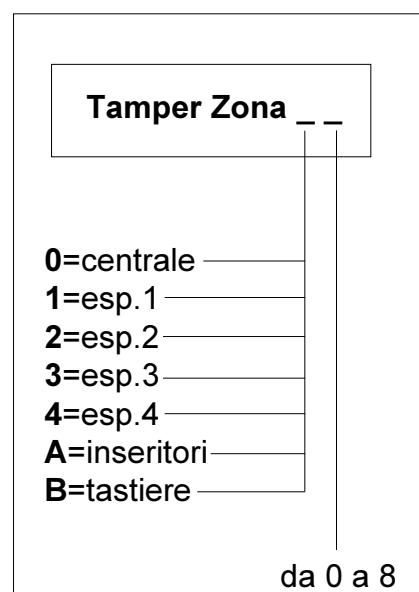 Tamper Zona _ _
0=centrale
1=esp.1
2=esp.2
3=esp.3
4=esp.4
A=inseritori
B=tastiere
da 0 a 8